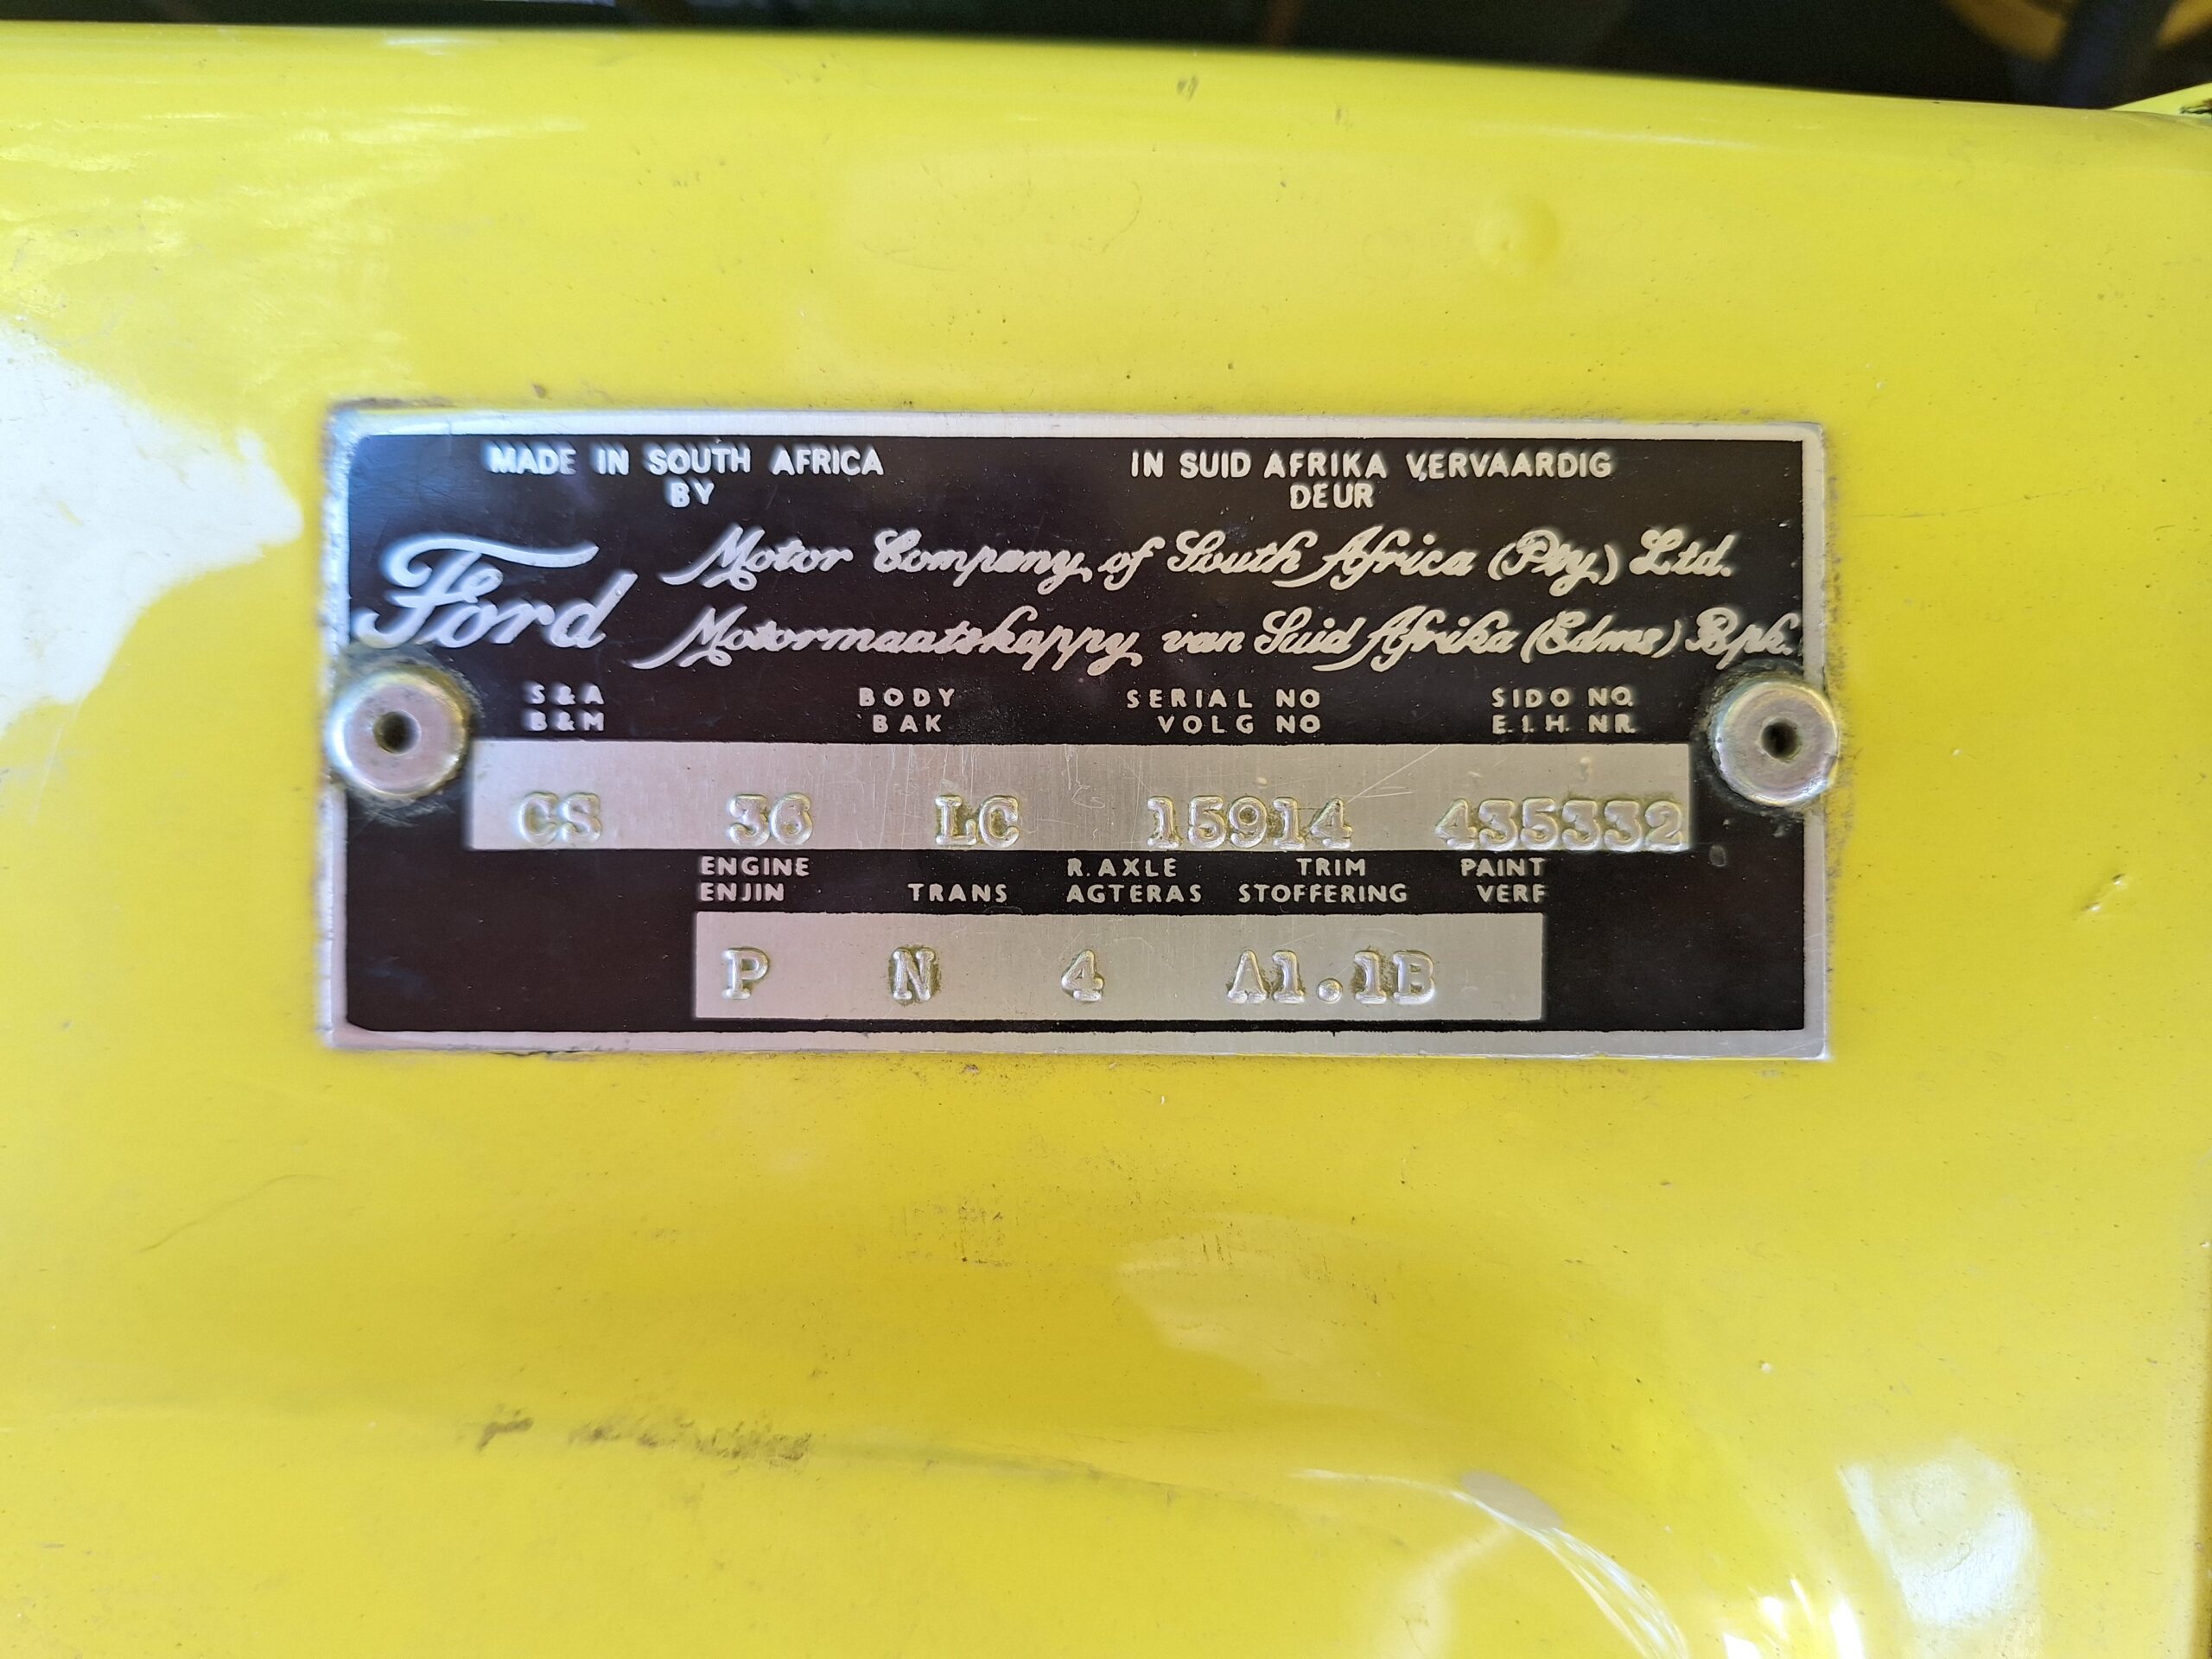 MADE IN SOUTH AFRICA IN SUID AFRIKA VERVAARDIG
BY DEUR
Ford Motor Company of South Africa (Pty) Ltd.
Motormaatskappy van Suid Afrika (Edms) Bpk.
S & A BODY SERIAL NO SIDO NO
B & M BAK VOLG NO E.I.H. NR.
CS 36 LC 15914 435332
ENGINE R. AXLE TRIM PAINT
ENJIN TRANS AGTERAS STOFFERING VERF
P N 4 A1.1B